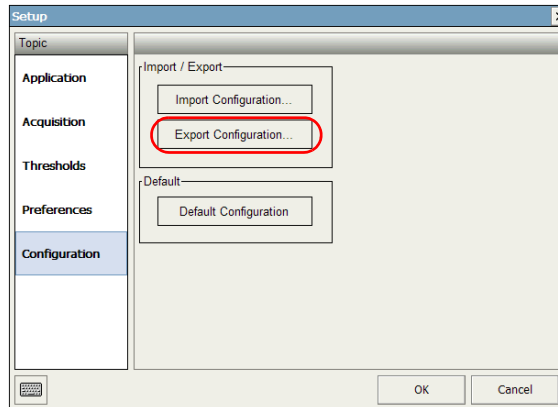 Setup
Topic
Application
Acquisition
Thresholds
Preferences
Configuration
Import / Export
Import Configuration...
Export Configuration...
Default
Default Configuration
OK
Cancel